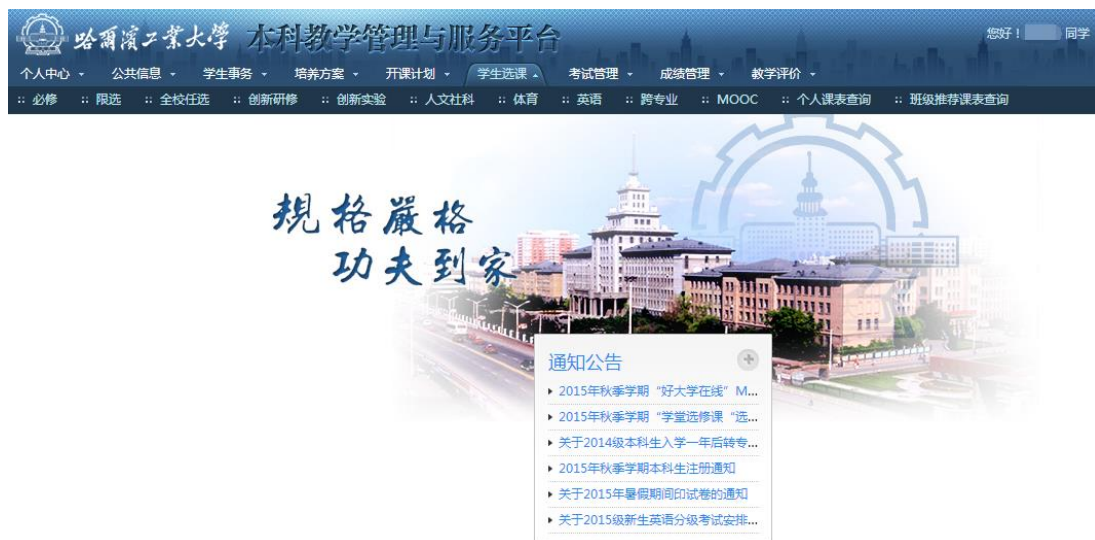 哈爾濱工業大學 本科教学管理与服务平台
您好! 同学
个人中心 公共信息 学生事务 培养方案 开课计划 学生选课 考试管理 成绩管理 教学评价
:: 必修 :: 限选 :: 全校任选 :: 创新研修 :: 创新实验 :: 人文社科 :: 体育 :: 英语 :: 跨专业 :: MOOC :: 个人课表查询 :: 班级推荐课表查询
規格嚴格
功夫到家
通知公告
2015年秋季学期“好大学在线”M...
2015年秋季学期“学堂选修课“选...
关于2014级本科生入学一年后转专...
2015年秋季学期本科生注册通知
关于2015年暑假期间印试卷的通知
关于2015级新生英语分级考试安排...